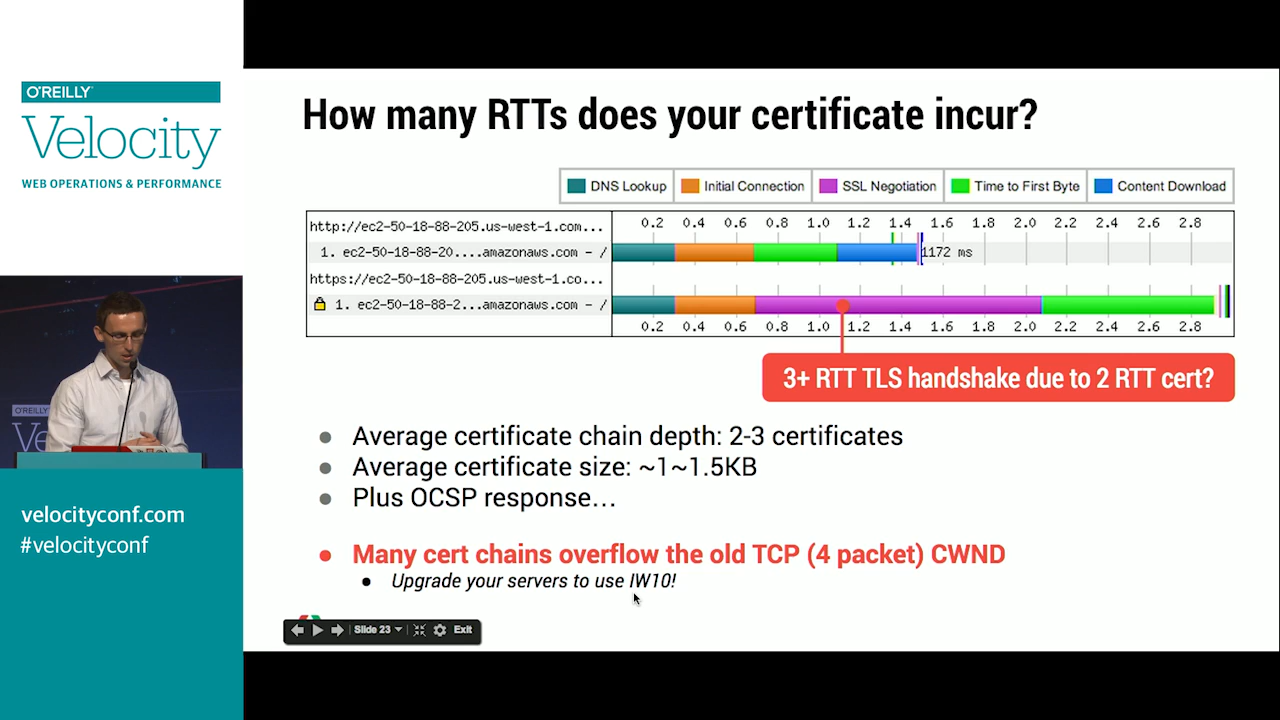 O'REILLY
Velocity
WEB OPERATIONS & PERFORMANCE
How many RTTs does your certificate incur?
DNS Lookup
Initial Connection
SSL Negotiation
Time to First Byte
Content Download
http://ec2-50-18-88-205.us-west-1.com...
0.2 0.4 0.6 0.8 1.0 1.2 1.4 1.6 1.8 2.0 2.2 2.4 2.6 2.8
1. ec2-50-18-88-20....amazonaws.com - /
1172 ms
https://ec2-50-18-88-205.us-west-1.co...
1. ec2-50-18-88-2...amazonaws.com - /
0.2 0.4 0.6 0.8 1.0 1.2 1.4 1.6 1.8 2.0 2.2 2.4 2.6 2.8
3+ RTT TLS handshake due to 2 RTT cert?
Average certificate chain depth: 2-3 certificates
Average certificate size: ~1~1.5KB
Plus OCSP response…
Many cert chains overflow the old TCP (4 packet) CWND
Upgrade your servers to use IW10!
Slide 23
Exit
O'REILLY
Ve
velocityconf.com
#velocityconf